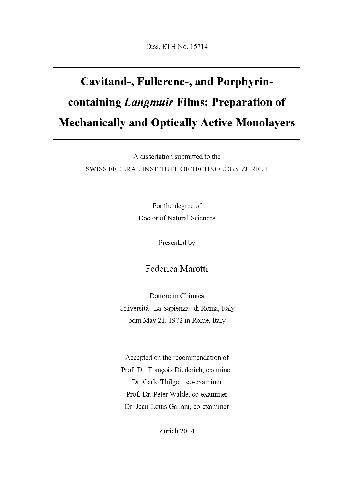 Diss. ETH No. 15714
Cavitand-, Fullerene-, and Porphyrin-
containing Langmuir Films: Preparation of
Mechanically and Optically Active Monolayers
A dissertation submitted to the
SWISS FEDERAL INSTITUTE OF TECHNOLOGY ZURICH
For the degree of
Doctor of Natural Sciences
Presented by
Federica Marotti
Dottore in Chimica
Università "La Sapienza" di Roma, Italy
born May 21, 1972 in Rome, Italy
Accepted on the recommendation of
Prof. Dr. François Diederich, examiner
Dr. Carlo Thilgen, co-examiner
Prof. Dr. Peter Walde, co-examiner
Dr. Jean-Louis Gallani, co-examiner
Zürich 2004